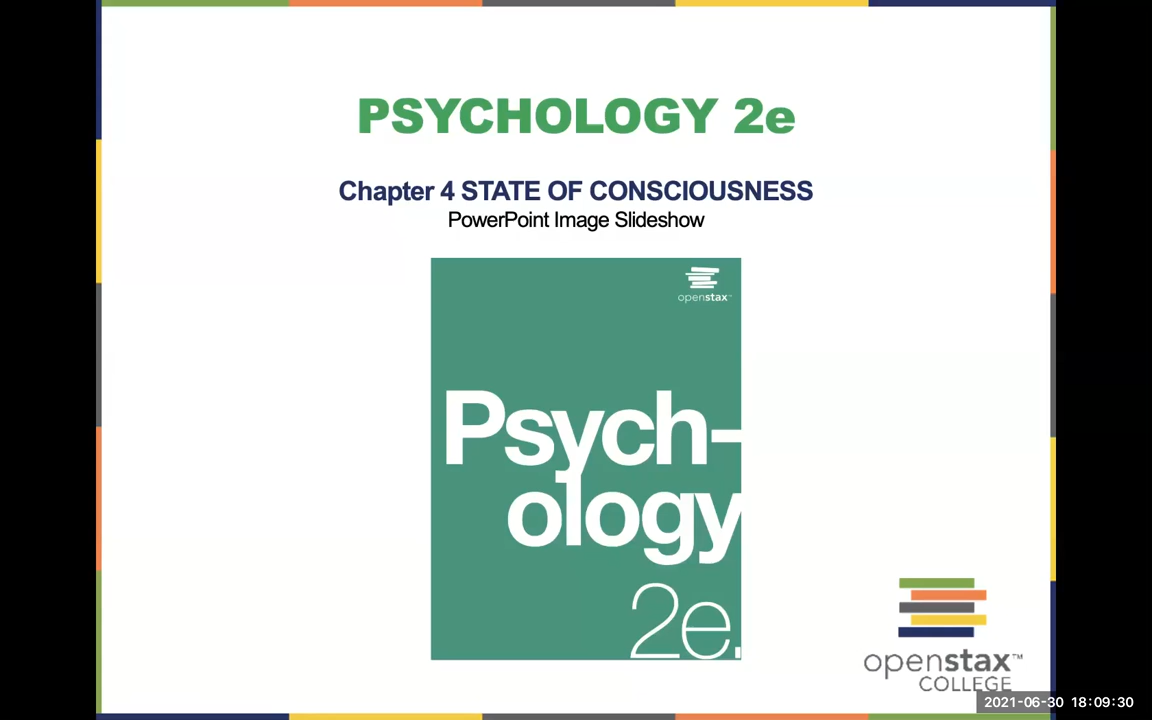 PSYCHOLOGY 2e
Chapter 4 STATE OF CONSCIOUSNESS
PowerPoint Image Slideshow
openstax™
Psych-
ology
2e.
openstax™
COLLEGE
2021-06-30 18:09:30